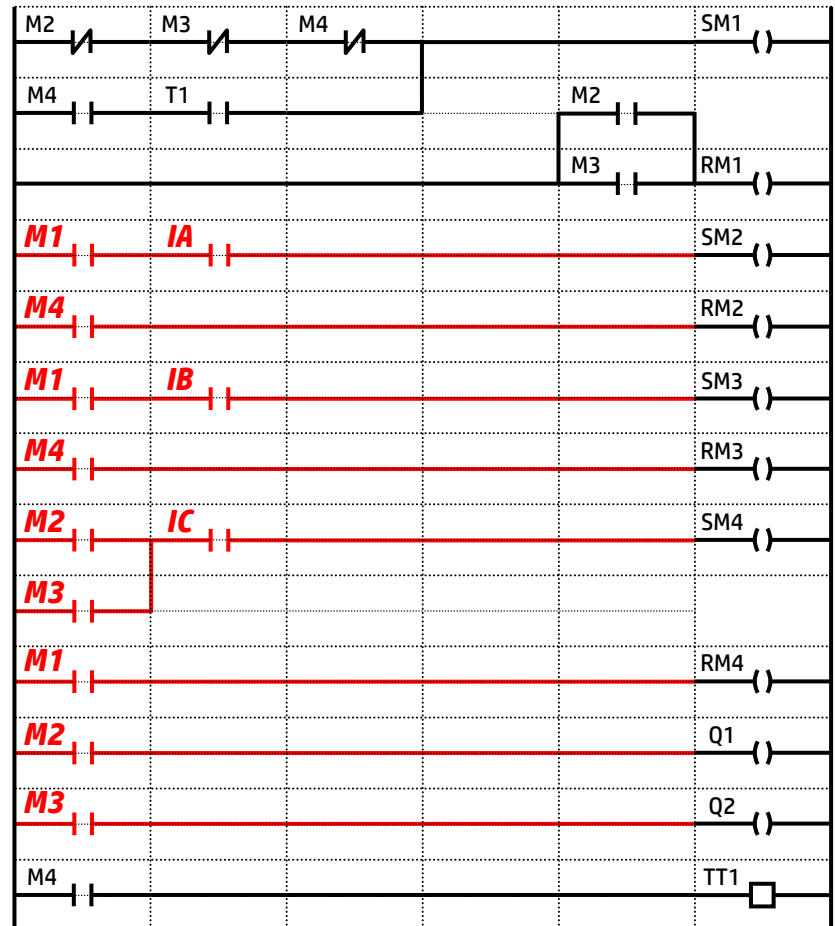 M2 M3 M4 SM1
M4 T1 M2
M3 RM1
M1 IA SM2
M4 RM2
M1 IB SM3
M4 RM3
M2 IC SM4
M3
M1 RM4
M2 Q1
M3 Q2
M4 TT1